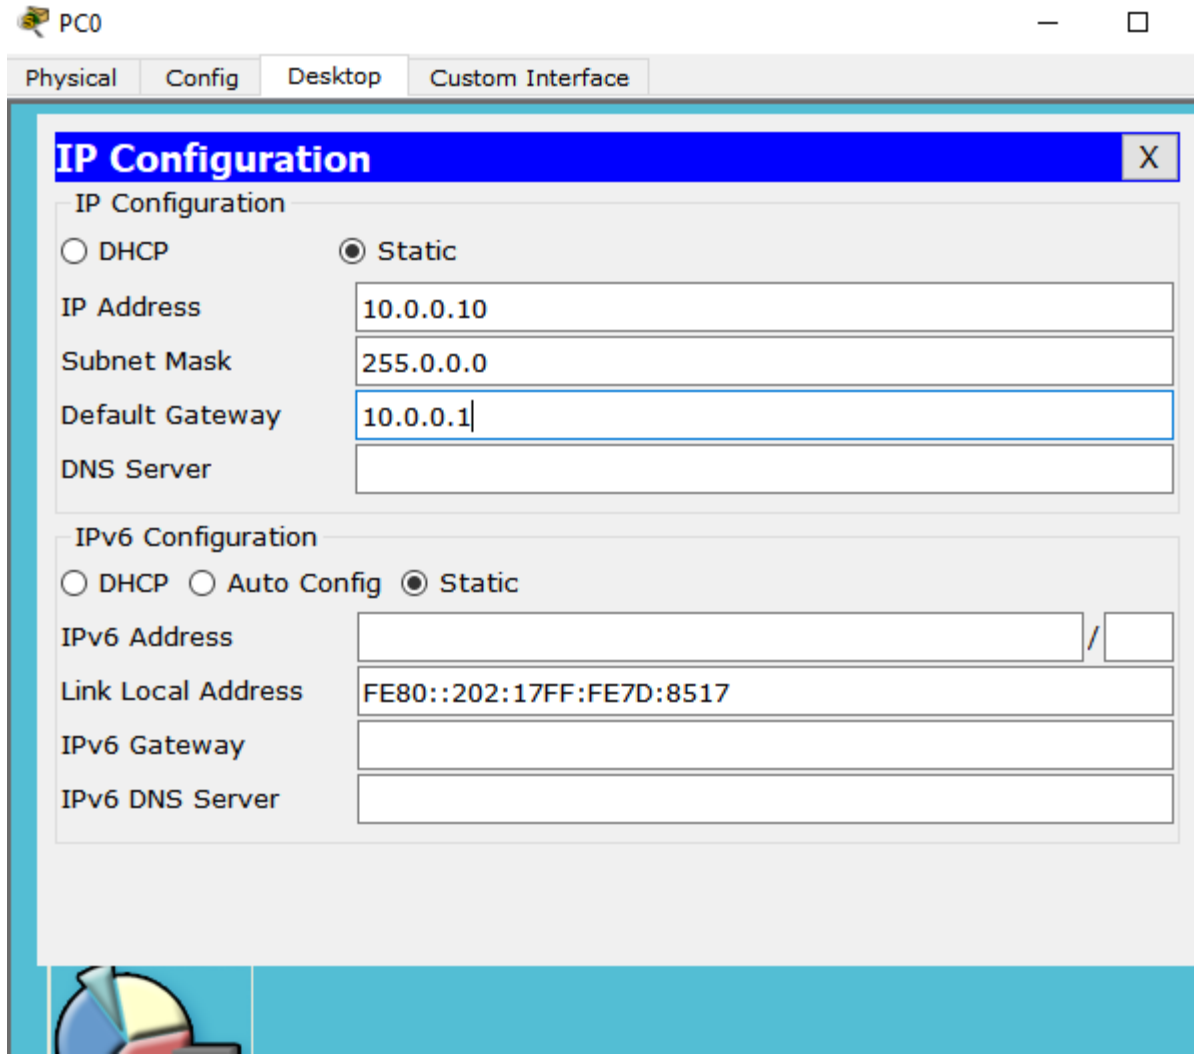 PC0
Physical Config Desktop Custom Interface
IP Configuration X
IP Configuration
DHCP Static
IP Address 10.0.0.10
Subnet Mask 255.0.0.0
Default Gateway 10.0.0.1
DNS Server
IPv6 Configuration
DHCP Auto Config Static
IPv6 Address /
Link Local Address FE80::202:17FF:FE7D:8517
IPv6 Gateway
IPv6 DNS Server